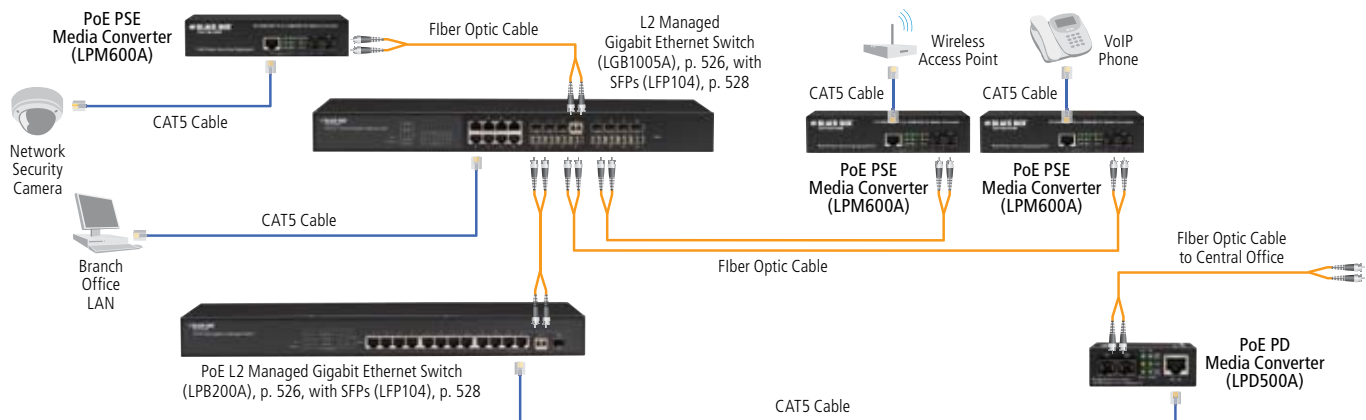 PoE PSE
Media Converter
(LPM600A)
FIber Optic Cable
L2 Managed
Gigabit Ethernet Switch
(LGB1005A), p. 526, with
SFPs (LFP104), p. 528
Wireless
Access Point
VoIP
Phone
CAT5 Cable
CAT5 Cable
CAT5 Cable
Network
Security
Camera
PoE PSE
Media Converter
(LPM600A)
PoE PSE
Media Converter
(LPM600A)
CAT5 Cable
Branch
Office
LAN
FIber Optic Cable
FIber Optic Cable
to Central Office
PoE L2 Managed Gigabit Ethernet Switch
(LPB200A), p. 526, with SFPs (LFP104), p. 528
PoE PD
Media Converter
(LPD500A)
CAT5 Cable